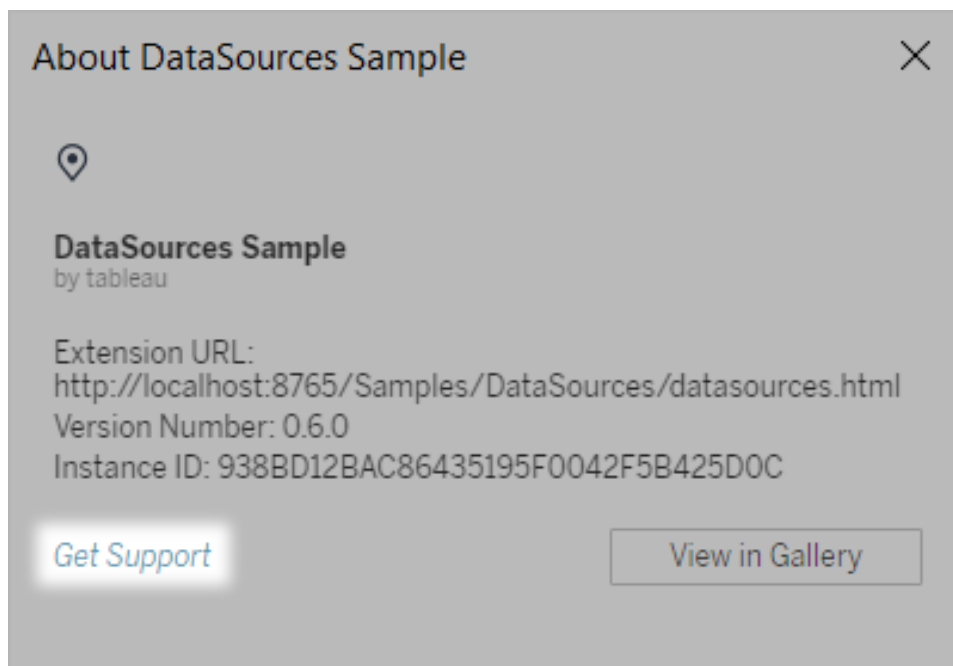 About DataSources Sample
DataSources Sample
by tableau
Extension URL:
http://localhost:8765/Samples/DataSources/datasources.html
Version Number: 0.6.0
Instance ID: 938BD12BAC86435195F0042F5B425D0C
Get Support
View in Gallery